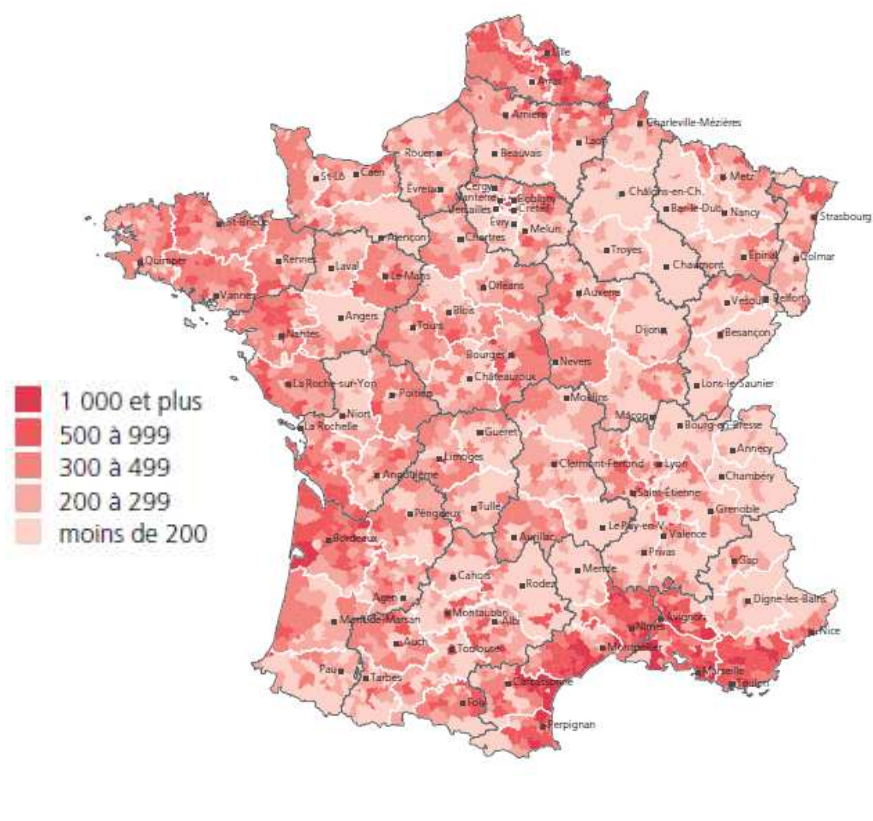 Lille
Arras
Amiens
Charleville-Mézières
Laon
Rouen
Beauvais
St-Lô
Caen
Metz
Evreux
Cergy
Nanterre
Bobigny
Châlons-en-Ch.
Versailles
Créteil
Bar-le-Duc
Nancy
Strasbourg
St-Brieuc
Evry
Melun
Alençon
Chartres
Troyes
Epinal
Colmar
Quimper
Rennes
Laval
Chaumont
Le Mans
Orléans
Auxerre
Vannes
Vesoul
Belfort
Blois
Angers
Tours
Dijon
Besançon
Nantes
Bourges
Nevers
Châteauroux
La Roche-sur-Yon
Lons-le-Saunier
Poitiers
Moulins
1 000 et plus
Niort
Mâcon
La Rochelle
Bourg-en-Bresse
500 à 999
Guéret
Annecy
Limoges
Clermont-Ferrand
Lyon
300 à 499
Angoulême
Chambéry
Saint-Étienne
200 à 299
Périgueux
Tulle
Grenoble
moins de 200
Bordeaux
Aurillac
Le Puy-en-V.
Valence
Privas
Gap
Cahors
Mende
Rodez
Agen
Digne-les-Bains
Mont-de-Marsan
Montauban
Albi
Avignon
Nîmes
Nice
Auch
Toulouse
Montpellier
Pau
Tarbes
Carcassonne
Marseille
Toulon
Foix
Perpignan